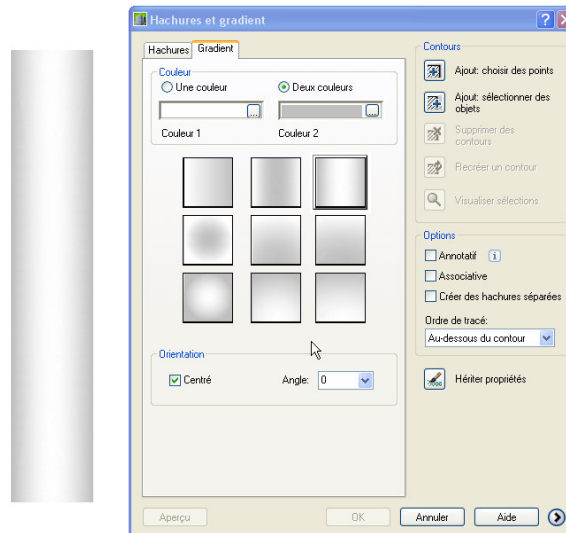 Hachures et gradient
Hachures Gradient
Couleur
Une couleur
Deux couleurs
...
...
Couleur 1
Couleur 2
Orientation
Centré
Angle: 0
Contours
Ajout: choisir des points
Ajout: sélectionner des
objets
Supprimer des
contours
Recréer un contour
Visualiser sélections
Options
Annotatif
i
Associative
Créer des hachures séparées
Ordre de tracé:
Au-dessous du contour
Hériter propriétés
Aperçu
OK
Annuler
Aide